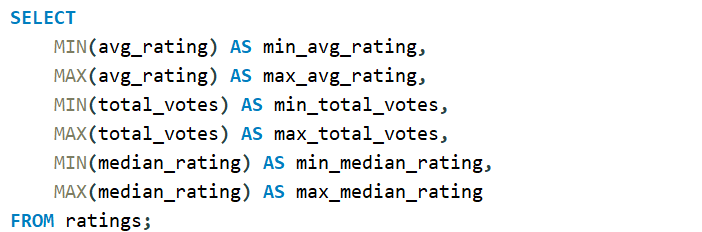 SELECT
    MIN(avg_rating) AS min_avg_rating,
    MAX(avg_rating) AS max_avg_rating,
    MIN(total_votes) AS min_total_votes,
    MAX(total_votes) AS max_total_votes,
    MIN(median_rating) AS min_median_rating,
    MAX(median_rating) AS max_median_rating
FROM ratings;